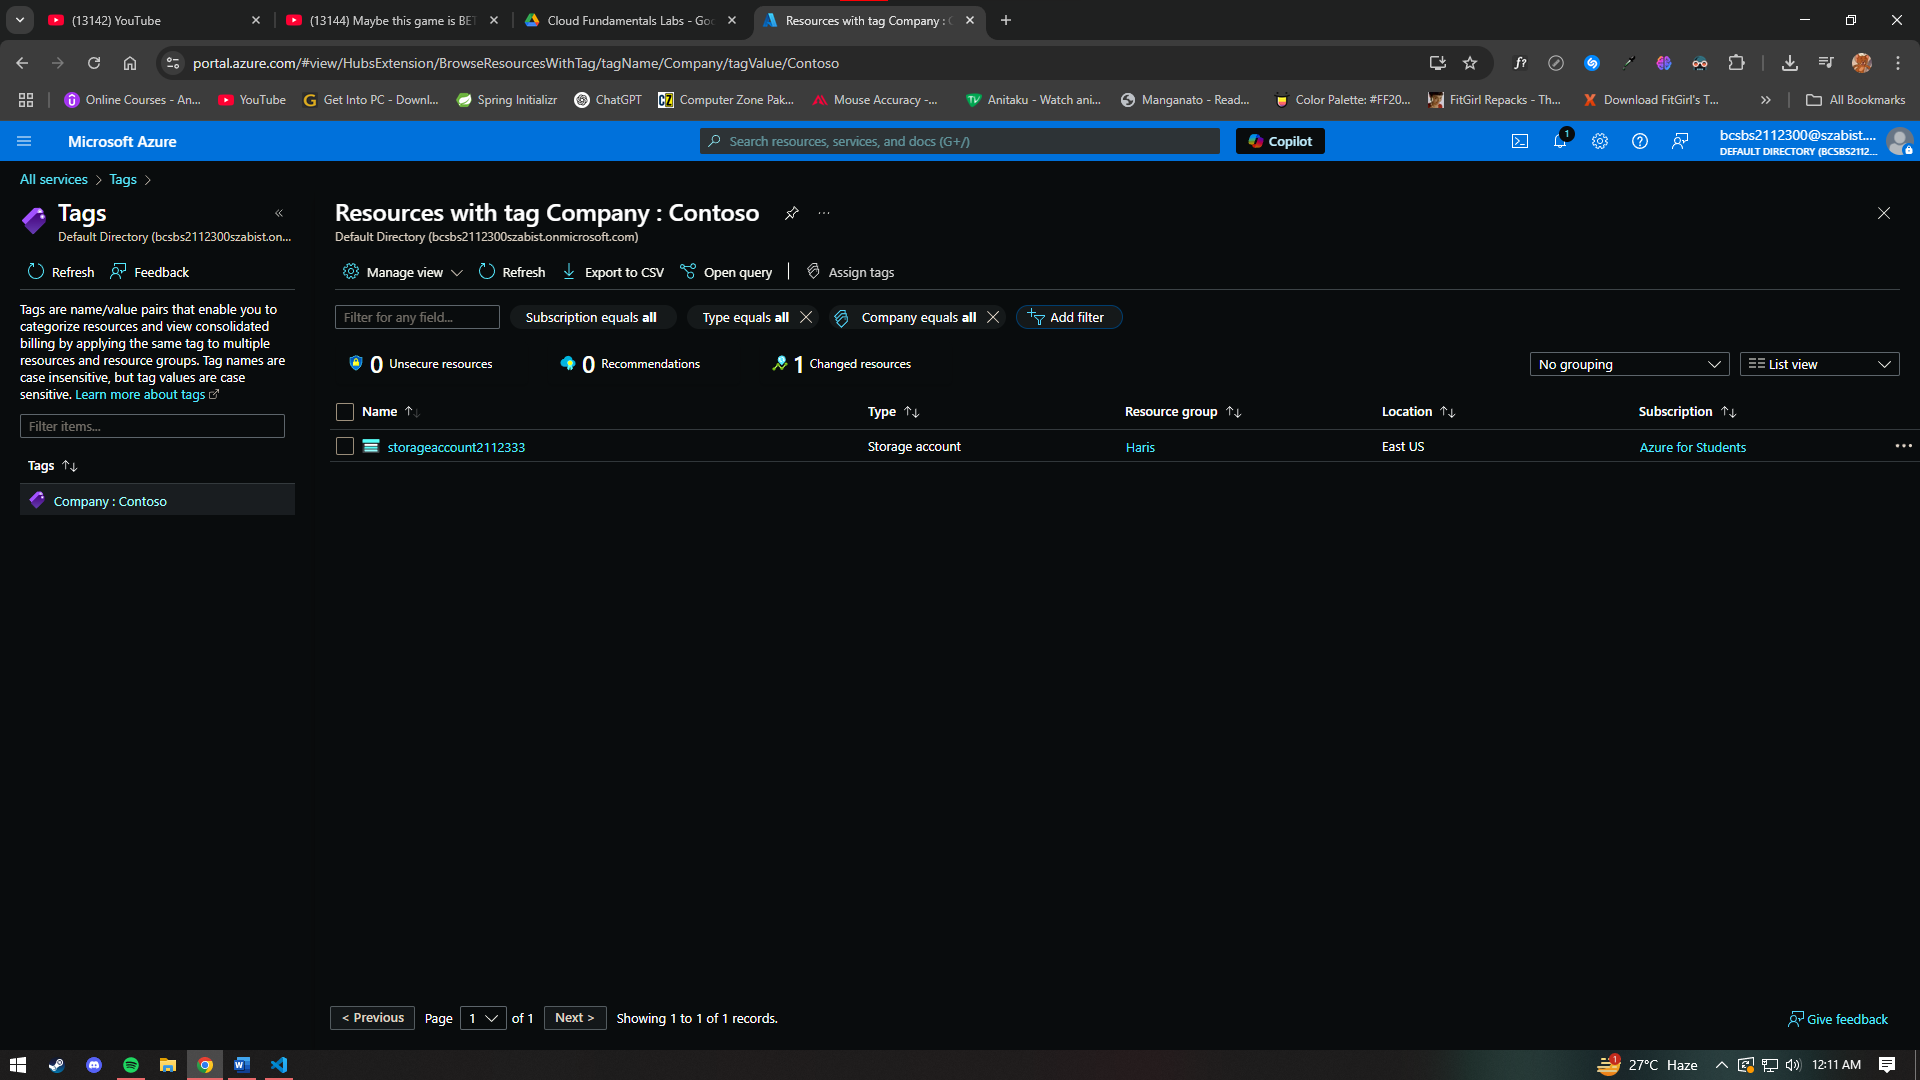 (13142) YouTube
(13144) Maybe this game is BET
Cloud Fundamentals Labs - Goo
Resources with tag Company : C
portal.azure.com/#view/HubsExtension/BrowseResourcesWithTag/tagName/Company/tagValue/Contoso
f?
Online Courses - An...
YouTube
Get Into PC - Downl...
Spring Initializr
ChatGPT
CZ
Computer Zone Pak...
Mouse Accuracy -...
Anitaku - Watch ani...
Manganato - Read...
Color Palette: #FF20...
FitGirl Repacks - Th...
Download FitGirl's T...
All Bookmarks
Microsoft Azure
Search resources, services, and docs (G+/)
Copilot
1
bcsbs2112300@szabist....
DEFAULT DIRECTORY (BCSBS2112...
All services > Tags >
Tags
Default Directory (bcsbs2112300szabist.on...
Refresh
Feedback
Tags are name/value pairs that enable you to
categorize resources and view consolidated
billing by applying the same tag to multiple
resources and resource groups. Tag names are
case insensitive, but tag values are case
sensitive. Learn more about tags
Filter items...
Tags
Company : Contoso
Resources with tag Company : Contoso
Default Directory (bcsbs2112300szabist.onmicrosoft.com)
Manage view
Refresh
Export to CSV
Open query
Assign tags
Filter for any field...
Subscription equals all
Type equals all
Company equals all
Add filter
0 Unsecure resources
0 Recommendations
1 Changed resources
No grouping
List view
Name
Type
Resource group
Location
Subscription
storageaccount2112333
Storage account
Haris
East US
Azure for Students
< Previous
Page
1
of 1
Next >
Showing 1 to 1 of 1 records.
Give feedback
1
27°C Haze
12:11 AM